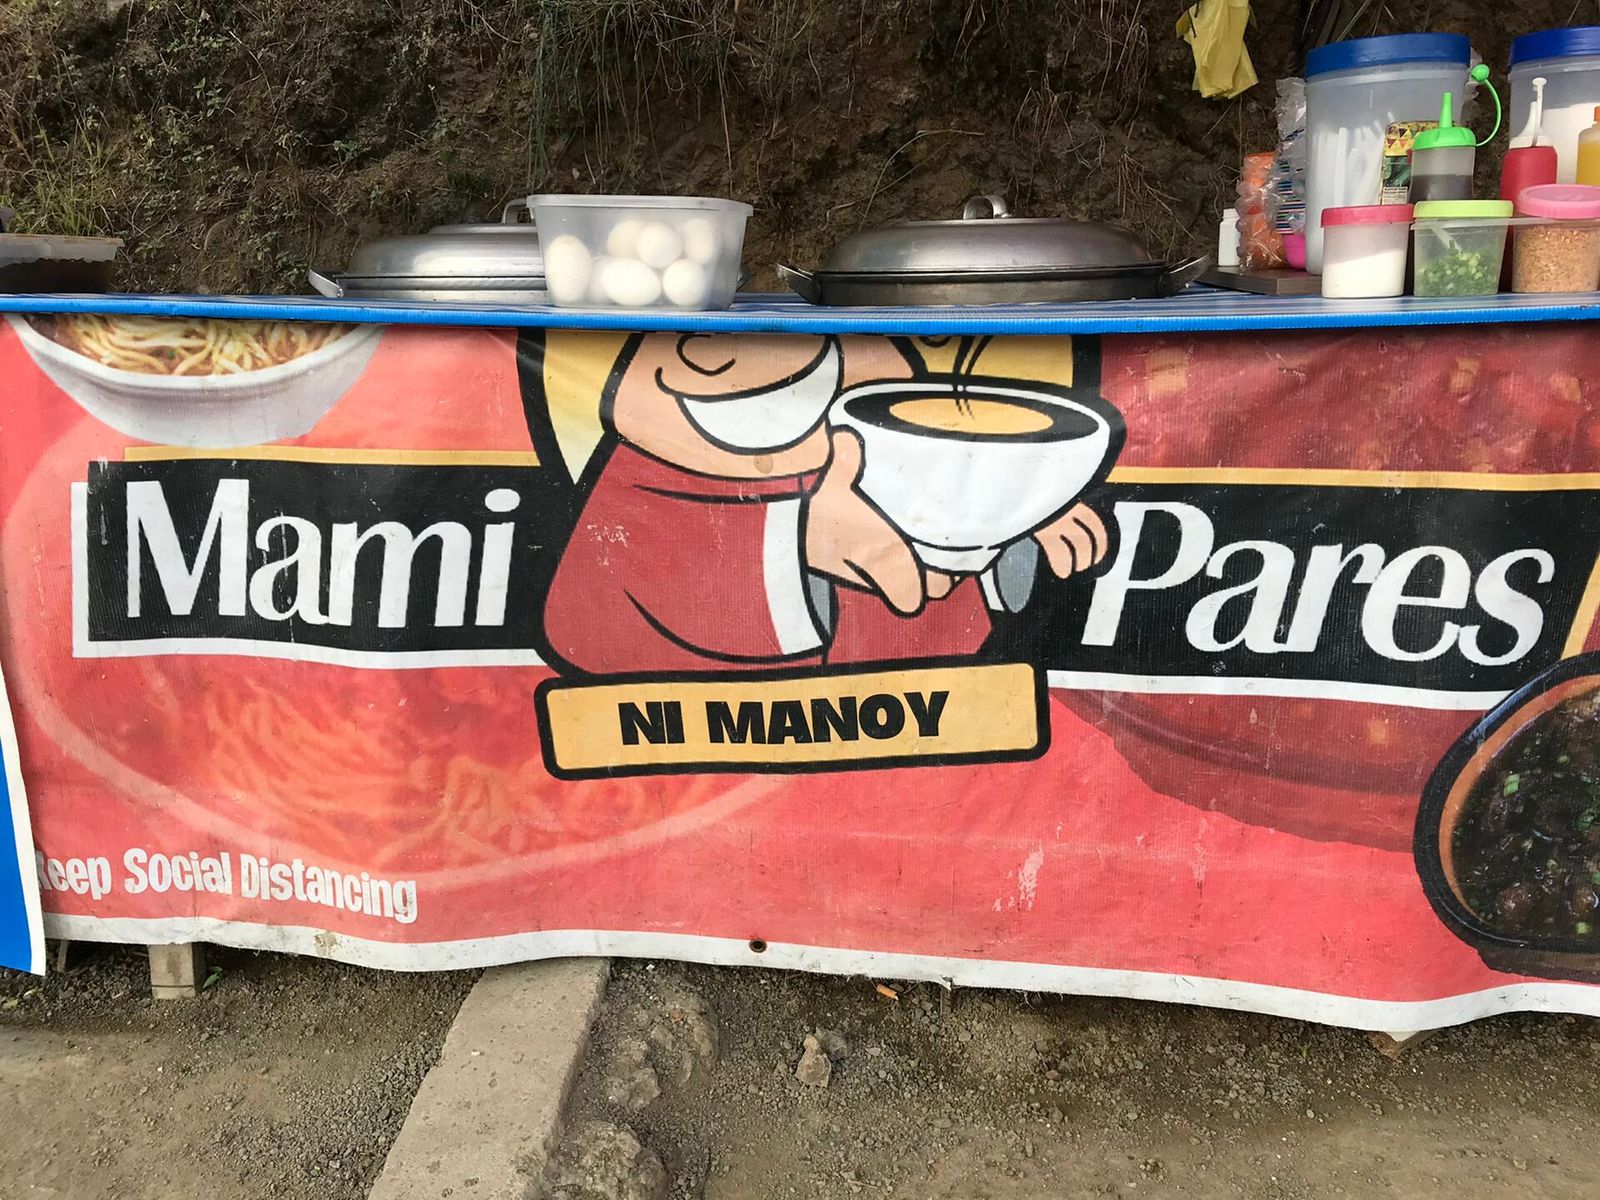 Mami Pares
NI MANOY
Keep Social Distancing